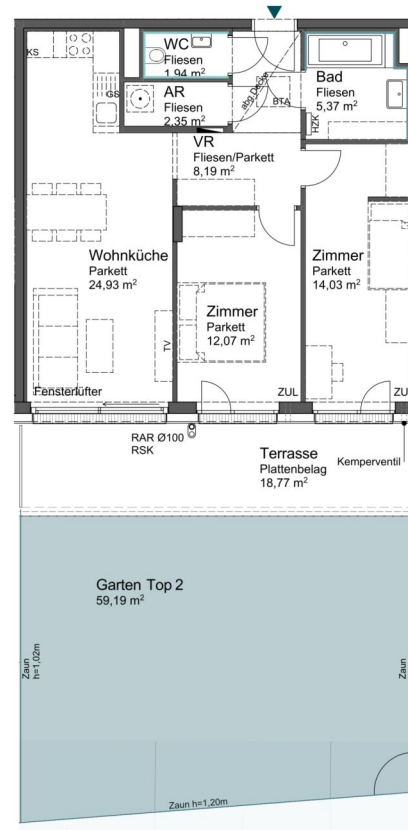 KS
GS
WC
Fliesen
1,94 m²
AR
Fliesen
2,35 m²
abg.Decke
BTA
HZK
Bad
Fliesen
5,37 m²
VR
Fliesen/Parkett
8,19 m²
Wohnküche
Parkett
24,93 m²
TV
Zimmer
Parkett
12,07 m²
Zimmer
Parkett
14,03 m²
Fensterlüfter
ZUL
ZU
RAR Ø100
RSK
Terrasse
Plattenbelag
18,77 m²
Kemperventil
Garten Top 2
59,19 m²
Zaun
h=1,02m
Zaun
Zaun h=1,20m